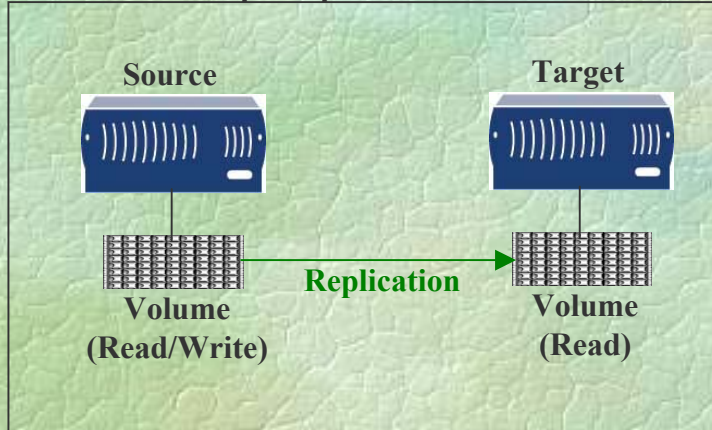 Source
Target
Replication
Volume
(Read/Write)
Volume
(Read)